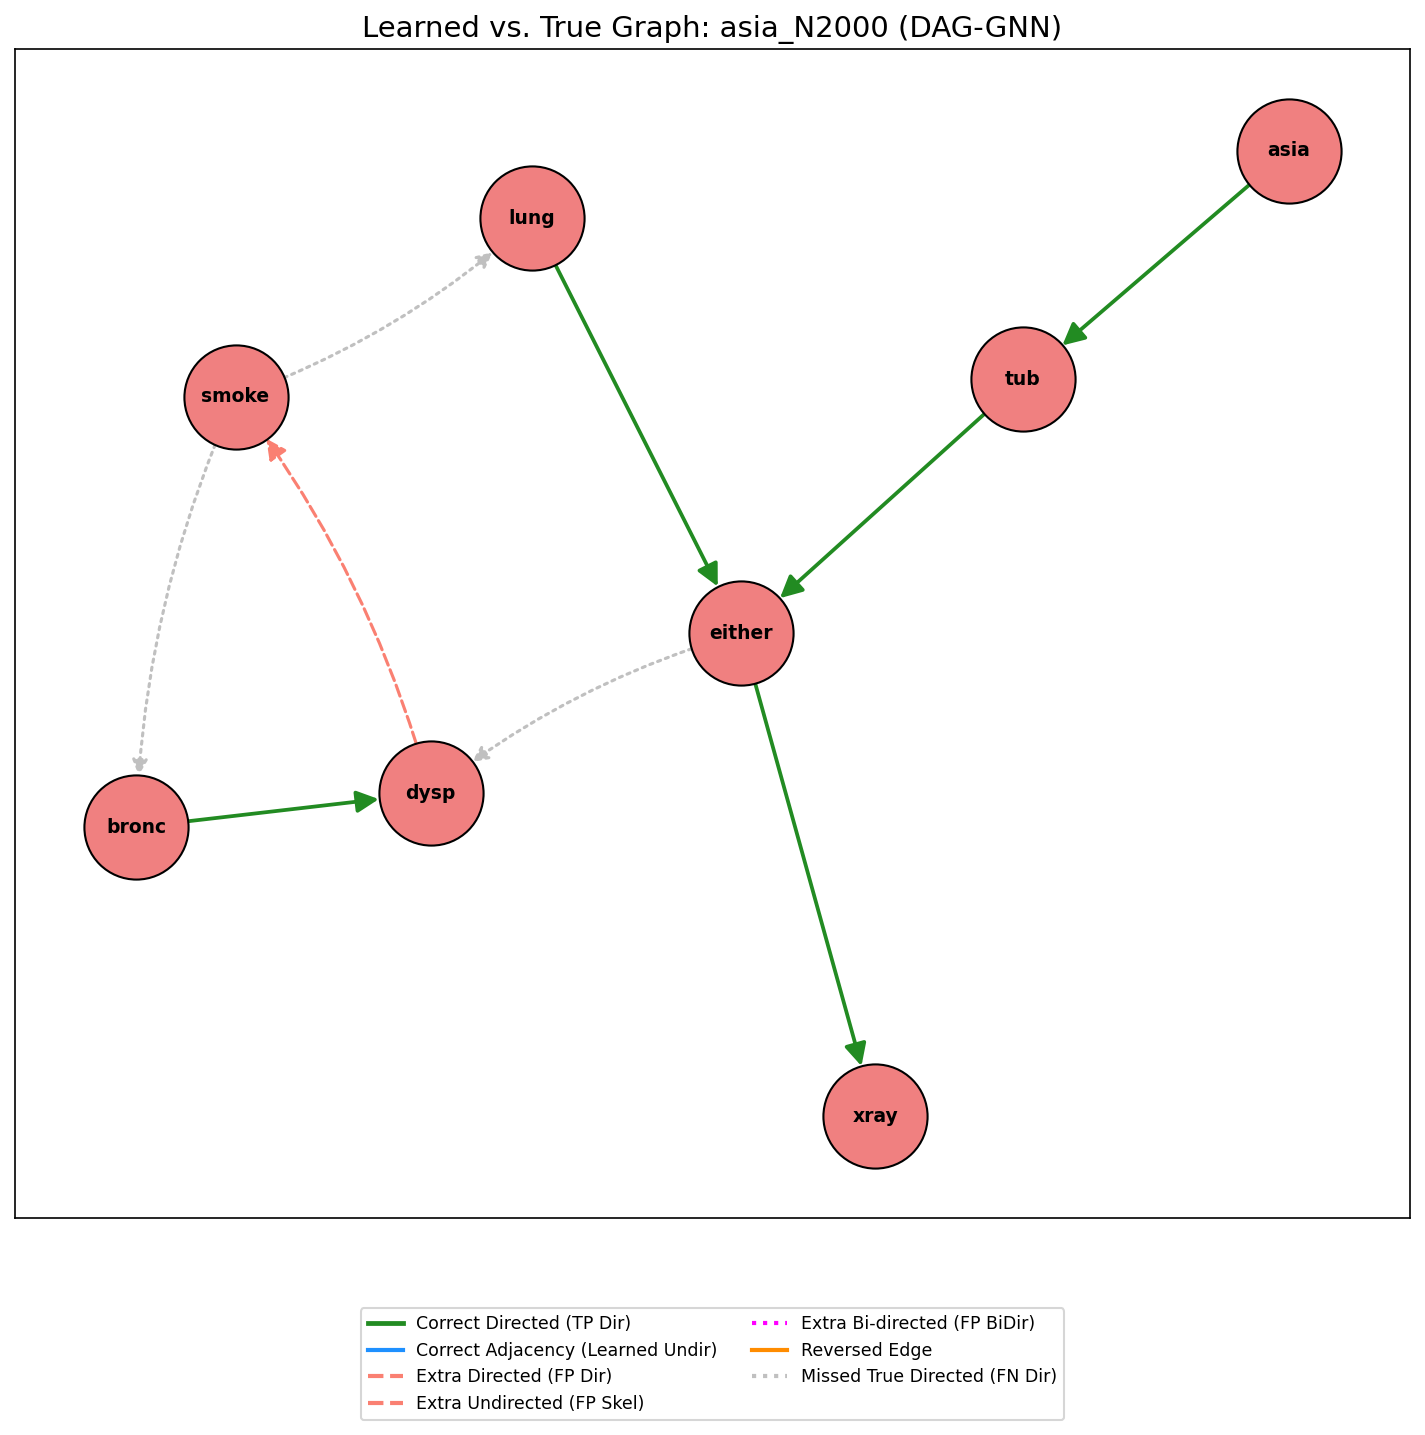 Learned vs. True Graph: asia_N2000 (DAG-GNN)
asia
lung
tub
smoke
either
dysp
bronc
xray
Correct Directed (TP Dir)
Correct Adjacency (Learned Undir)
Extra Directed (FP Dir)
Extra Undirected (FP Skel)
Extra Bi-directed (FP BiDir)
Reversed Edge
Missed True Directed (FN Dir)